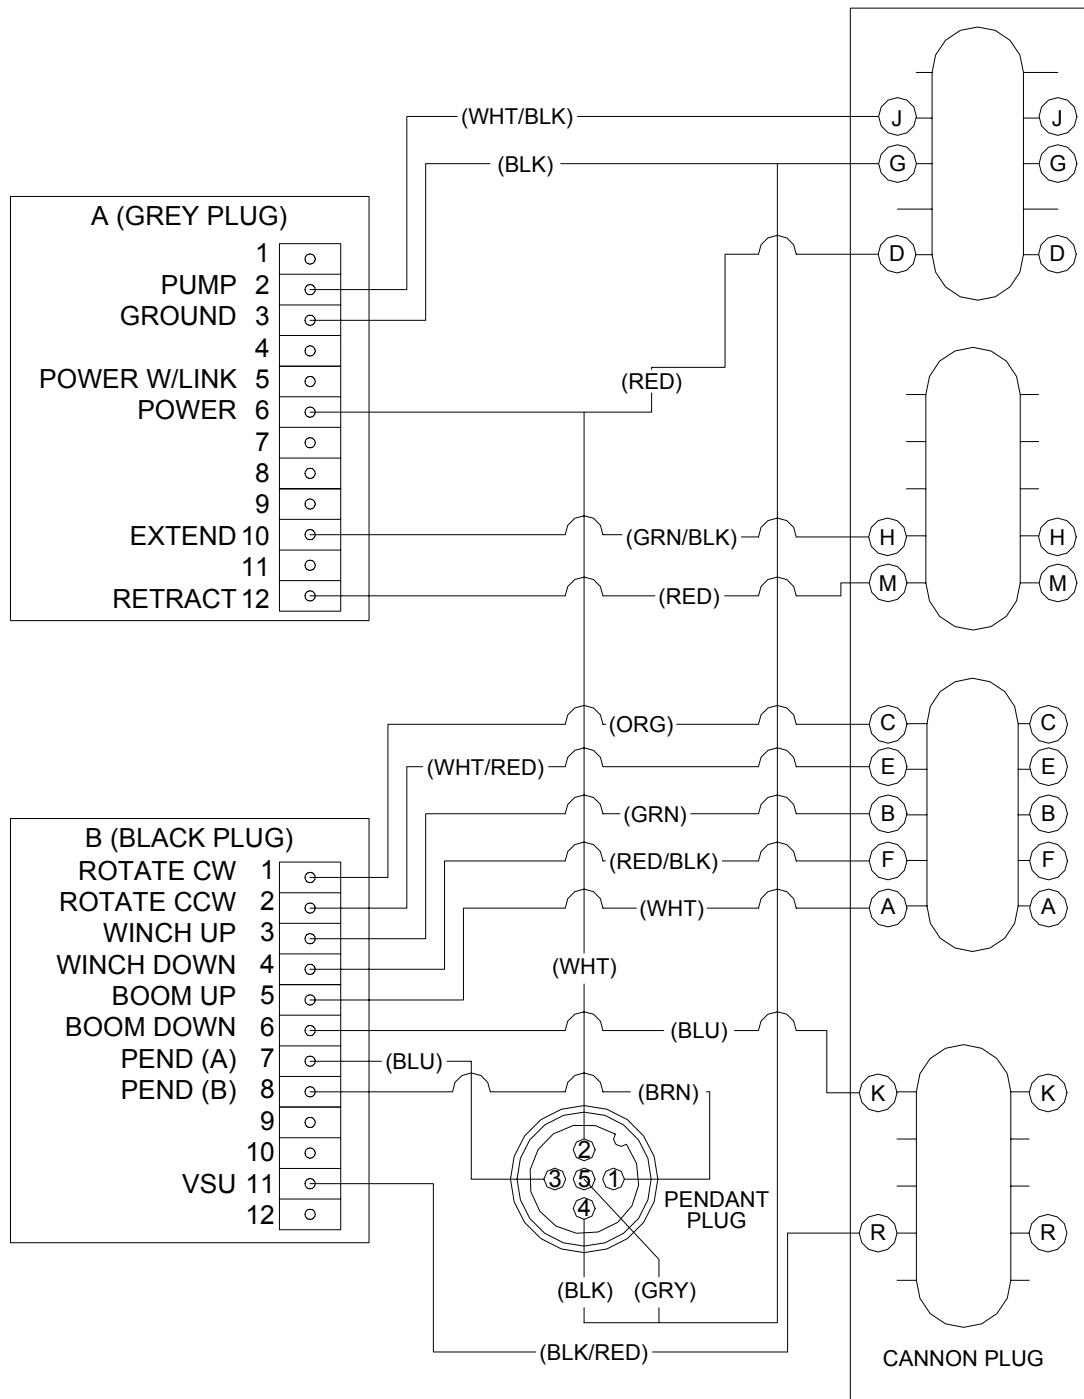 (WHT/BLK)
J J
(BLK)
G G
A (GREY PLUG)
1
D D
PUMP 2
GROUND 3
4
POWER W/LINK 5
(RED)
POWER 6
7
8
9
EXTEND 10
(GRN/BLK)
H H
11
RETRACT 12
(RED)
M M
(ORG)
C C
(WHT/RED)
E E
(GRN)
B B
B (BLACK PLUG)
ROTATE CW 1
(RED/BLK)
F F
ROTATE CCW 2
(WHT)
A A
WINCH UP 3
WINCH DOWN 4
(WHT)
BOOM UP 5
BOOM DOWN 6
(BLU)
PEND (A) 7
(BLU)
PEND (B) 8
(BRN)
K K
9
10
2
VSU 11
3 5 1
4
PENDANT
PLUG
12
R R
(BLK) (GRY)
(BLK/RED)
CANNON PLUG